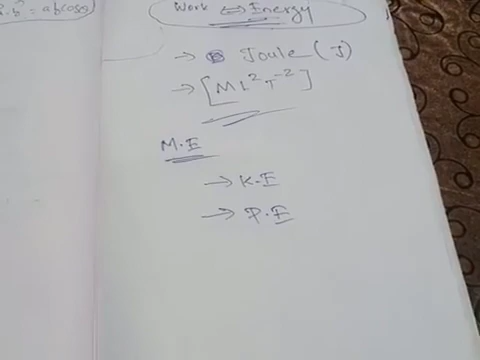 a.b = ab cosθ
Work ⟷ Energy
→ Joule (J)
→ [ML²T⁻²]
M.E
→ K.E
→ P.E